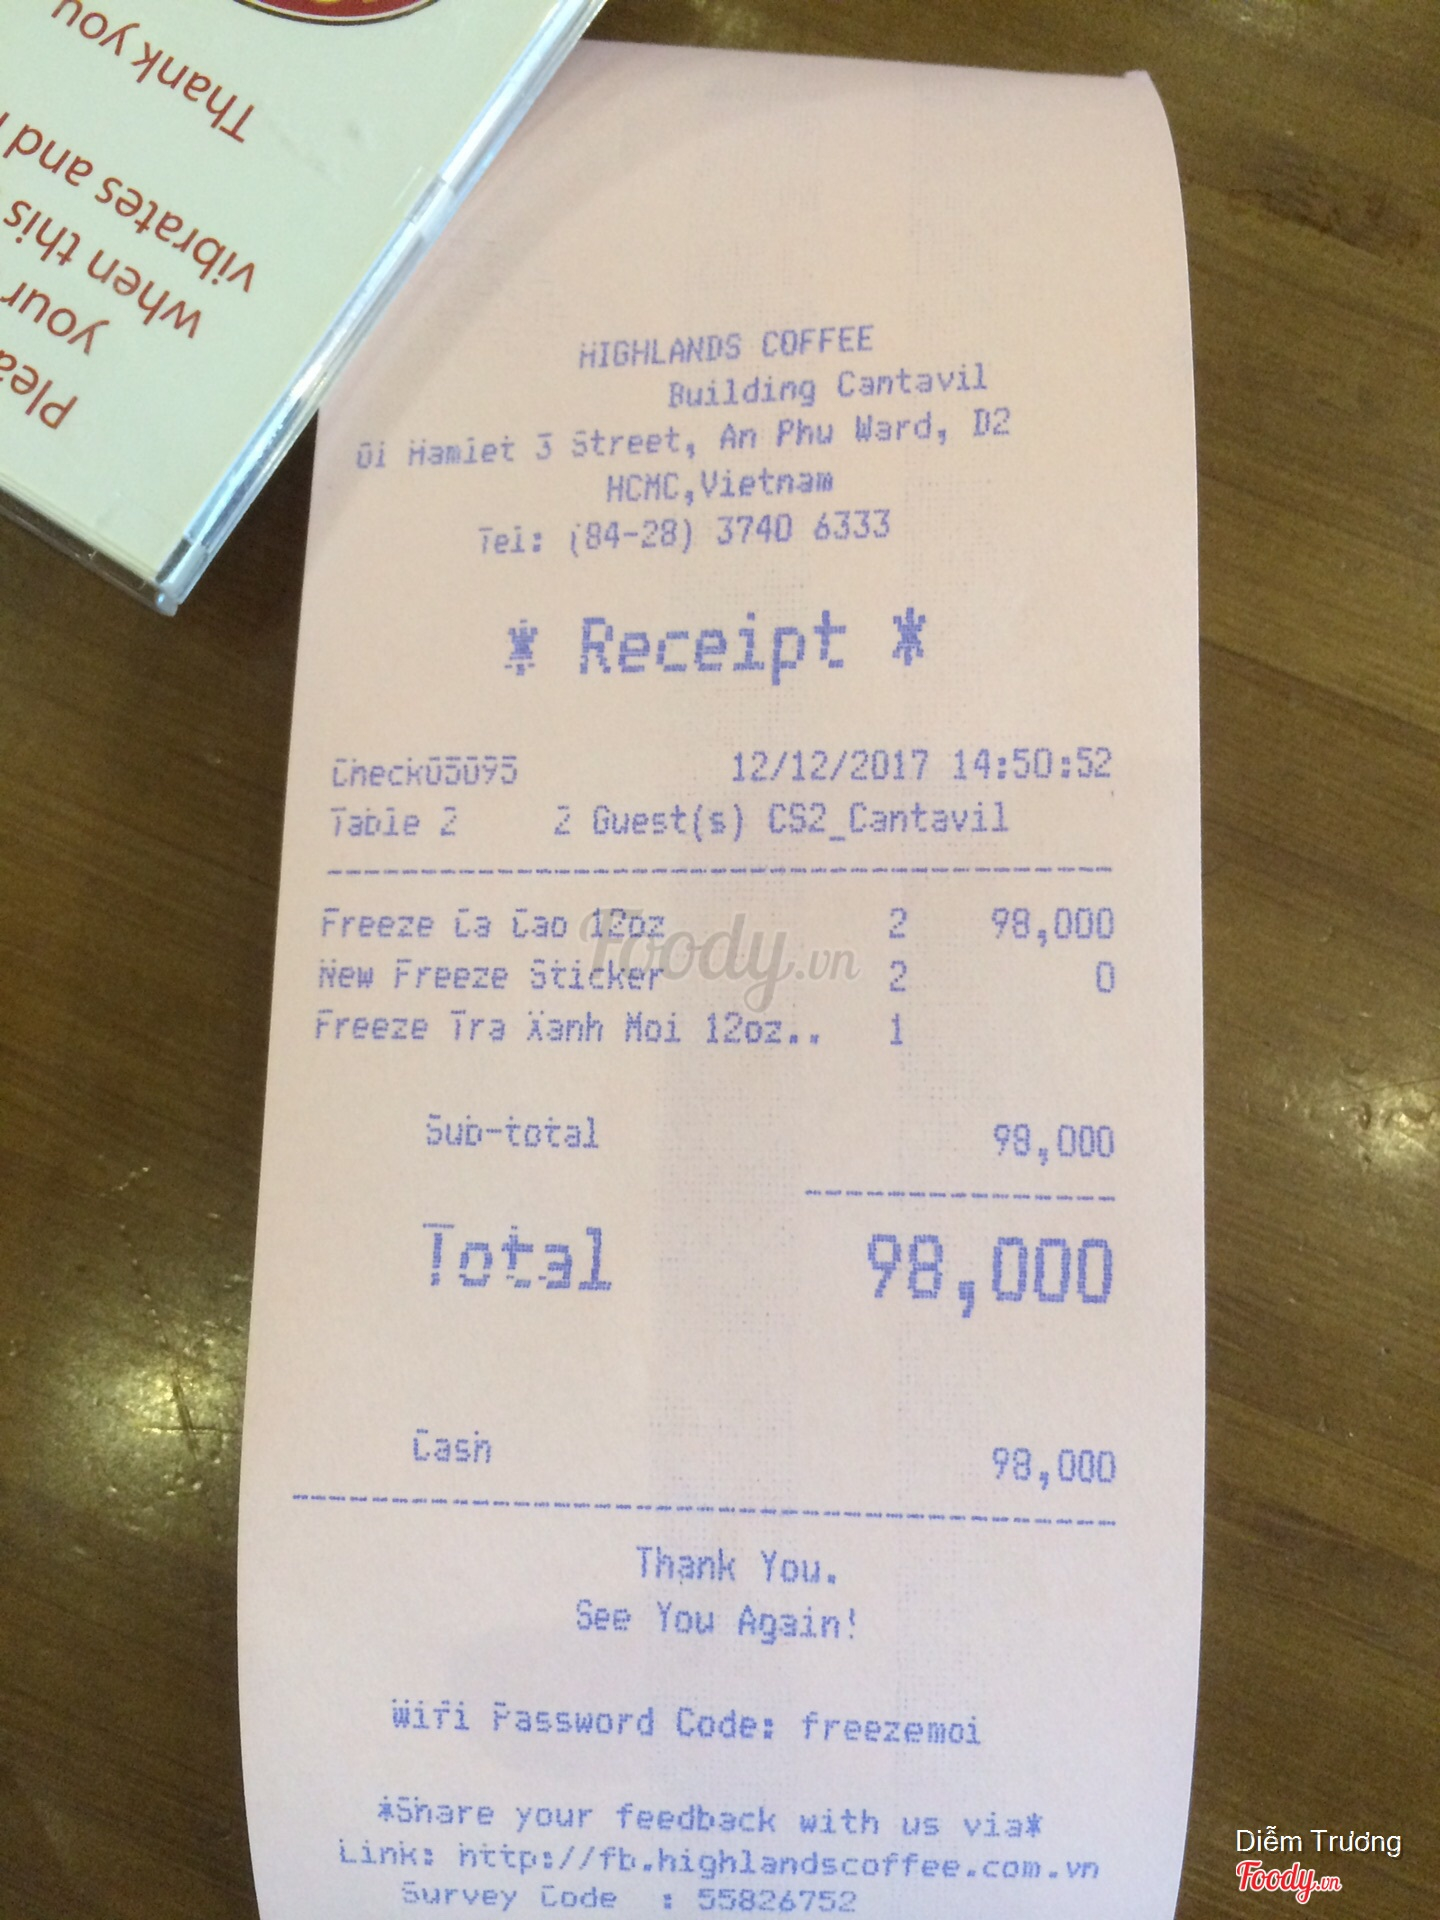 Thank you
vibrates and
when this
your
Plea
HIGHLANDS COFFEE
Building Cantavil
01 Hamlet 3 Street, An Phu Ward, D2
HCMC,Vietnam
Tel: (84-28) 3740 6333
* Receipt *
Check05095 12/12/2017 14:50:52
Table 2 2 Guest(s) CS2_Cantavil
Freeze Ca Cao 12oz 2 98,000
New Freeze Sticker 2 0
Freeze Tra Xanh Moi 12oz.. 1
Foody.vn
Sub-total 98,000
Total 98,000
Cash 98,000
Thank You.
See You Again!
Wifi Password Code: freezemoi
*Share your feedback with us via*
Link: http://fb.highlandscoffee.com.vn
Survey Code : 55826752
Diễm Trương
Foody.vn